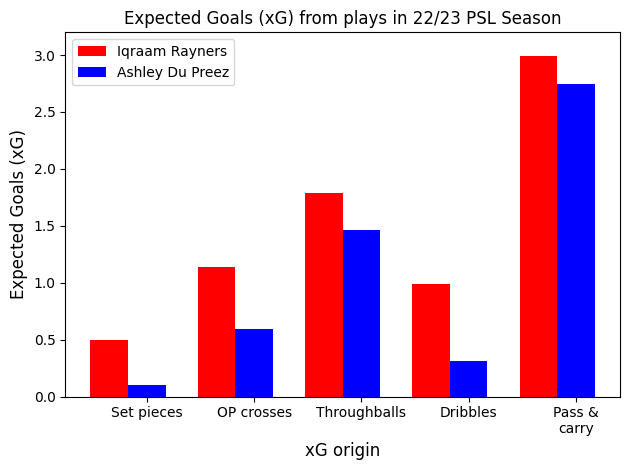 Expected Goals (xG) from plays in 22/23 PSL Season
Iqraam Rayners
Ashley Du Preez
Expected Goals (xG)
3.0
2.5
2.0
1.5
1.0
0.5
0.0
Set pieces
OP crosses
Throughballs
Dribbles
Pass &
carry
xG origin